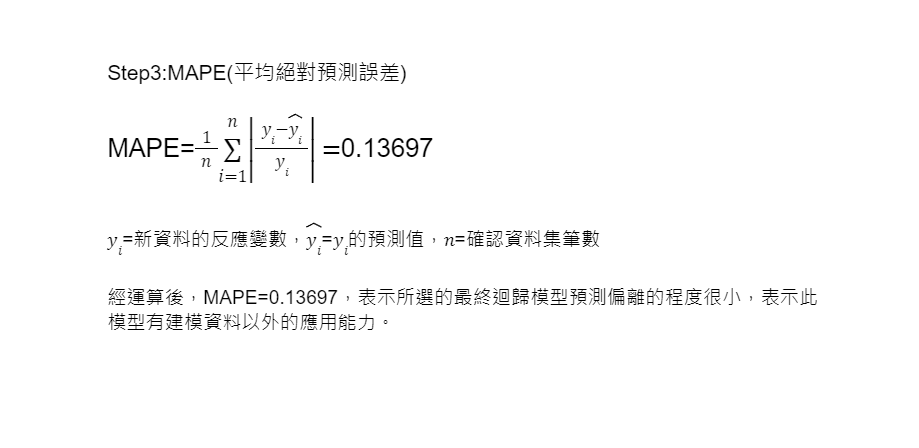 Step3:MAPE(平均絕對預測誤差)
MAPE=\frac{1}{n}\sum_{i=1}^{n}\left|\frac{y_i-\widehat{y_i}}{y_i}\right|=0.13697
y_i=新資料的反應變數，\widehat{y_i}=y_i的預測值，n=確認資料集筆數
經運算後，MAPE=0.13697，表示所選的最終迴歸模型預測偏離的程度很小，表示此
模型有建模資料以外的應用能力。